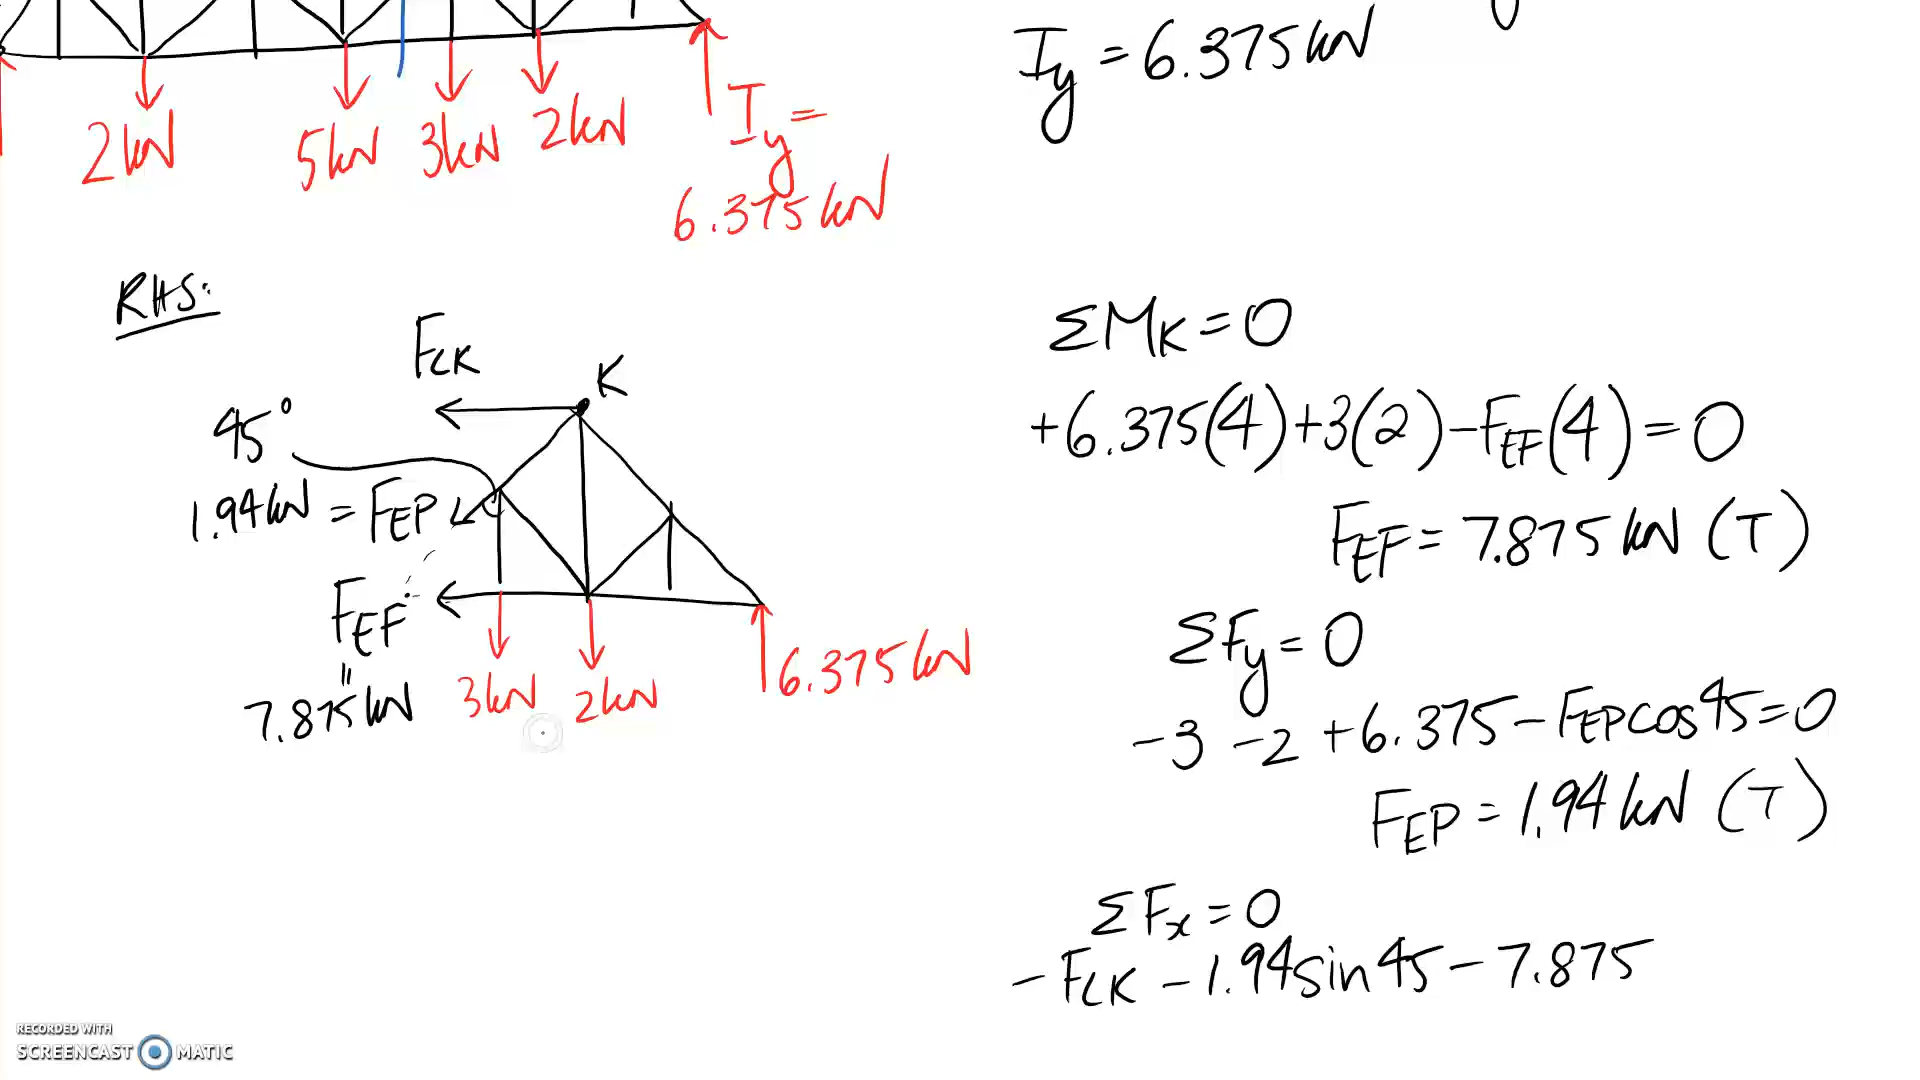 Iy = 6.375kN
2kN 5kN 3kN 2kN Iy =
6.375kN
RHS:
FLK
K
45°
1.94kN = FEP
FEF
"
7.875kN 3kN 2kN 6.375kN
ΣMK = 0
+6.375(4)+3(2)-FEF(4) = 0
FEF = 7.875kN (T)
ΣFy = 0
-3 -2 +6.375-FEPcos45=0
FEP = 1.94kN (T)
ΣFx = 0
-FLK -1.94sin45-7.875
RECORDED WITH
SCREENCAST MATIC